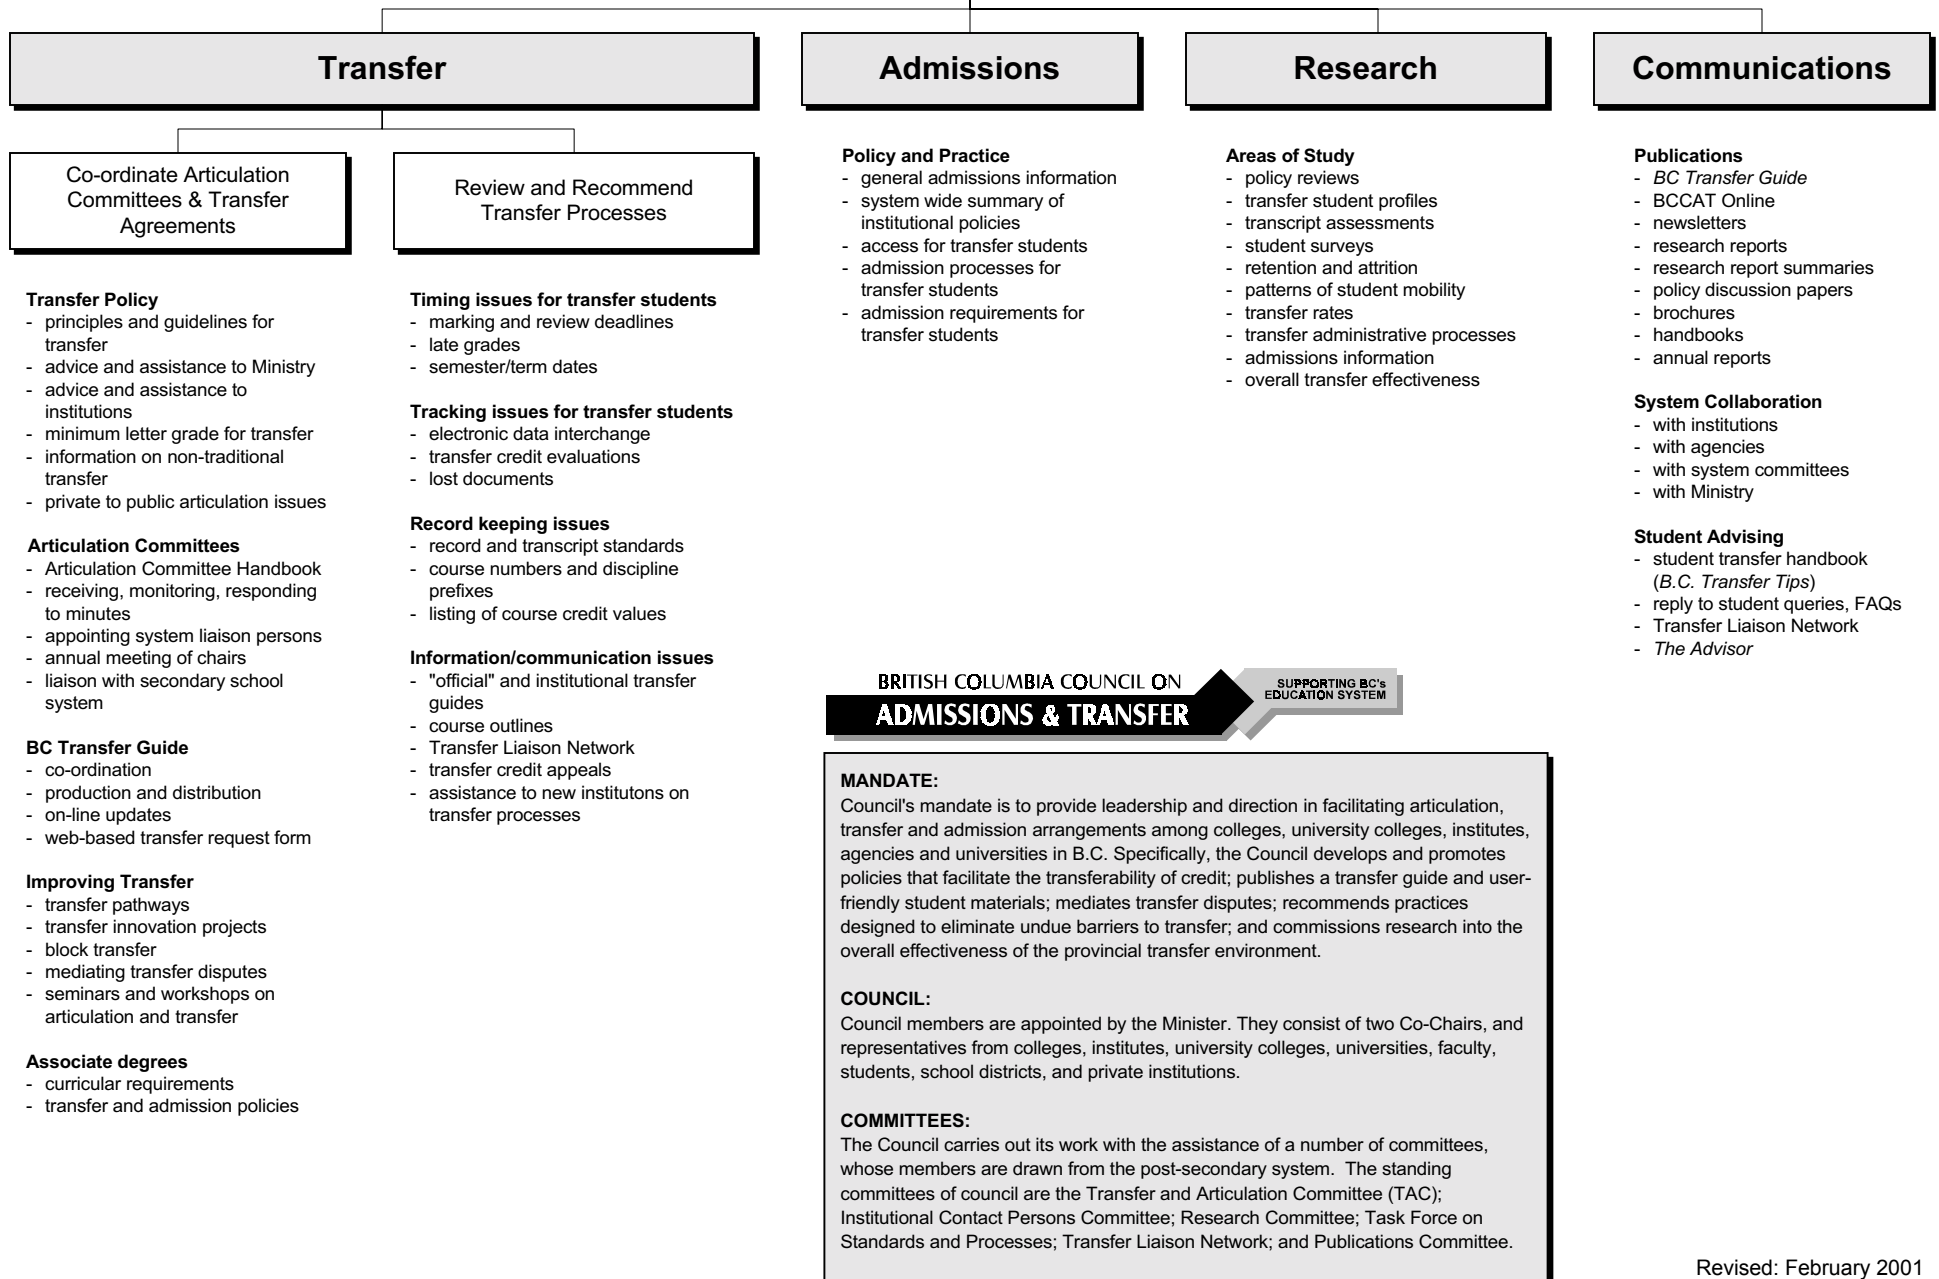 Transfer
Co-ordinate Articulation
Committees & Transfer
Agreements
Transfer Policy
- principles and guidelines for
transfer
- advice and assistance to Ministry
- advice and assistance to
institutions
- minimum letter grade for transfer
- information on non-traditional
transfer
- private to public articulation issues
Articulation Committees
- Articulation Committee Handbook
- receiving, monitoring, responding
to minutes
- appointing system liaison persons
- annual meeting of chairs
- liaison with secondary school
system
BC Transfer Guide
- co-ordination
- production and distribution
- on-line updates
- web-based transfer request form
Improving Transfer
- transfer pathways
- transfer innovation projects
- block transfer
- mediating transfer disputes
- seminars and workshops on
articulation and transfer
Associate degrees
- curricular requirements
- transfer and admission policies
Review and Recommend
Transfer Processes
Timing issues for transfer students
- marking and review deadlines
- late grades
- semester/term dates
Tracking issues for transfer students
- electronic data interchange
- transfer credit evaluations
- lost documents
Record keeping issues
- record and transcript standards
- course numbers and discipline
prefixes
- listing of course credit values
Information/communication issues
- "official" and institutional transfer
guides
- course outlines
- Transfer Liaison Network
- transfer credit appeals
- assistance to new institutons on
transfer processes
Admissions
Policy and Practice
- general admissions information
- system wide summary of
institutional policies
- access for transfer students
- admission processes for
transfer students
- admission requirements for
transfer students
Research
Areas of Study
- policy reviews
- transfer student profiles
- transcript assessments
- student surveys
- retention and attrition
- patterns of student mobility
- transfer rates
- transfer administrative processes
- admissions information
- overall transfer effectiveness
Communications
Publications
- BC Transfer Guide
- BCCAT Online
- newsletters
- research reports
- research report summaries
- policy discussion papers
- brochures
- handbooks
- annual reports
System Collaboration
- with institutions
- with agencies
- with system committees
- with Ministry
Student Advising
- student transfer handbook
(B.C. Transfer Tips)
- reply to student queries, FAQs
- Transfer Liaison Network
- The Advisor
BRITISH COLUMBIA COUNCIL ON
ADMISSIONS & TRANSFER
SUPPORTING BC's
EDUCATION SYSTEM
MANDATE:
Council's mandate is to provide leadership and direction in facilitating articulation,
transfer and admission arrangements among colleges, university colleges, institutes,
agencies and universities in B.C. Specifically, the Council develops and promotes
policies that facilitate the transferability of credit; publishes a transfer guide and user-
friendly student materials; mediates transfer disputes; recommends practices
designed to eliminate undue barriers to transfer; and commissions research into the
overall effectiveness of the provincial transfer environment.
COUNCIL:
Council members are appointed by the Minister. They consist of two Co-Chairs, and
representatives from colleges, institutes, university colleges, universities, faculty,
students, school districts, and private institutions.
COMMITTEES:
The Council carries out its work with the assistance of a number of committees,
whose members are drawn from the post-secondary system. The standing
committees of council are the Transfer and Articulation Committee (TAC);
Institutional Contact Persons Committee; Research Committee; Task Force on
Standards and Processes; Transfer Liaison Network; and Publications Committee.
Revised: February 2001